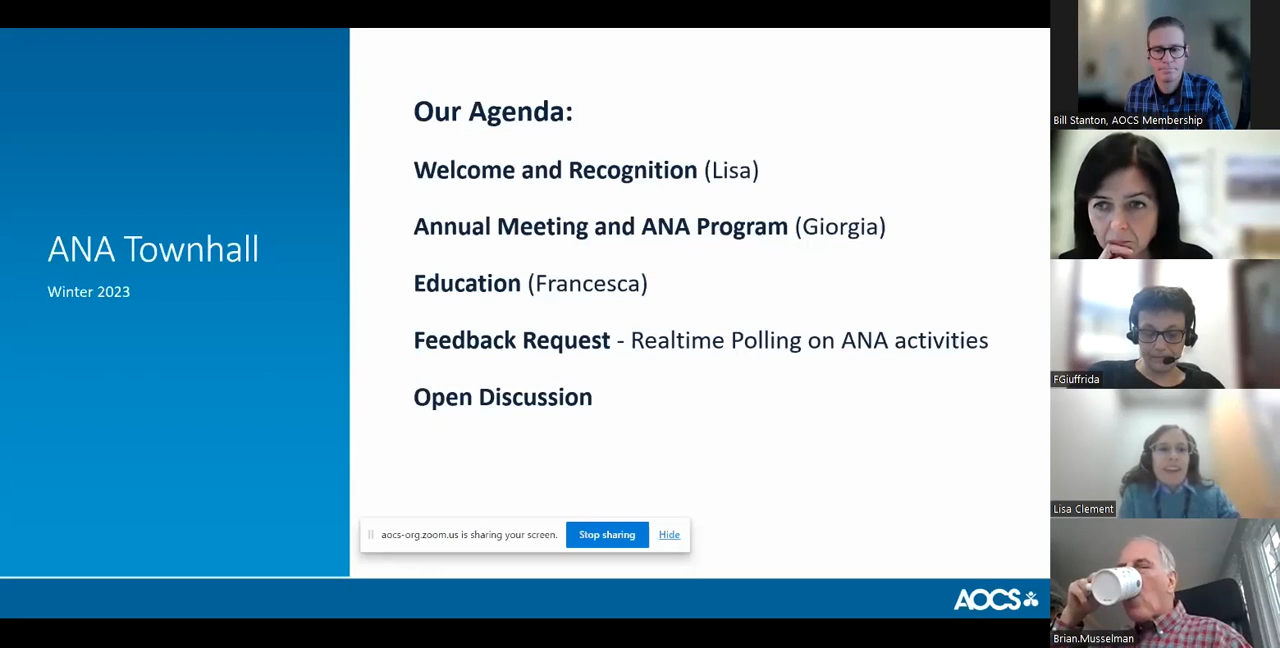 ANA Townhall
Winter 2023
Our Agenda:
Welcome and Recognition (Lisa)
Annual Meeting and ANA Program (Giorgia)
Education (Francesca)
Feedback Request - Realtime Polling on ANA activities
Open Discussion
aocs-org.zoom.us is sharing your screen. Stop sharing Hide
AOCS
Bill Stanton, AOCS Membership
FGiuffrida
Lisa Clement
Brian.Musselman